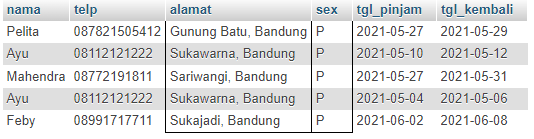 nama telp alamat sex tgl_pinjam tgl_kembali
Pelita 087821505412 Gunung Batu, Bandung P 2021-05-27 2021-05-29
Ayu 08112121222 Sukawarna, Bandung P 2021-05-10 2021-05-12
Mahendra 08772191811 Sariwangi, Bandung P 2021-05-27 2021-05-31
Ayu 08112121222 Sukawarna, Bandung P 2021-05-04 2021-05-06
Feby 08991717711 Sukajadi, Bandung P 2021-06-02 2021-06-08